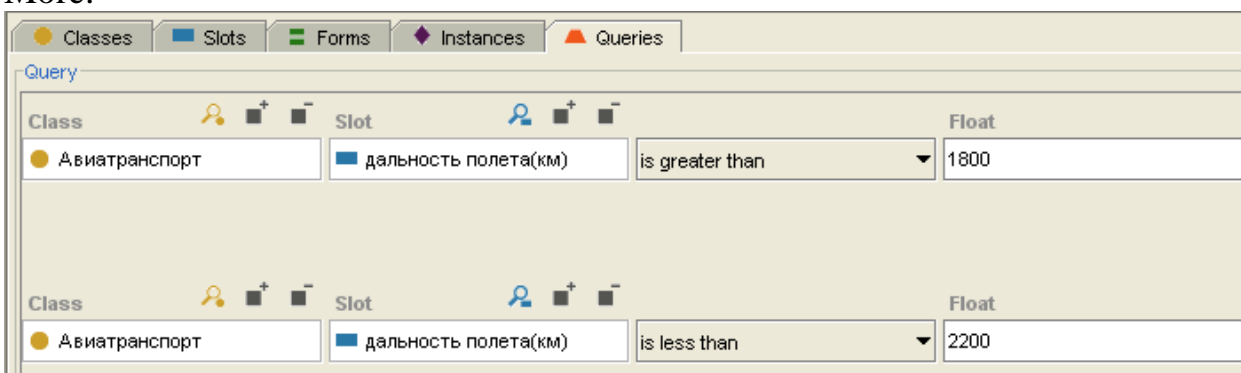 More.
Classes Slots Forms Instances Queries
Query
Class Slot Float
Авиатранспорт дальность полета(км) is greater than 1800
Class Slot Float
Авиатранспорт дальность полета(км) is less than 2200